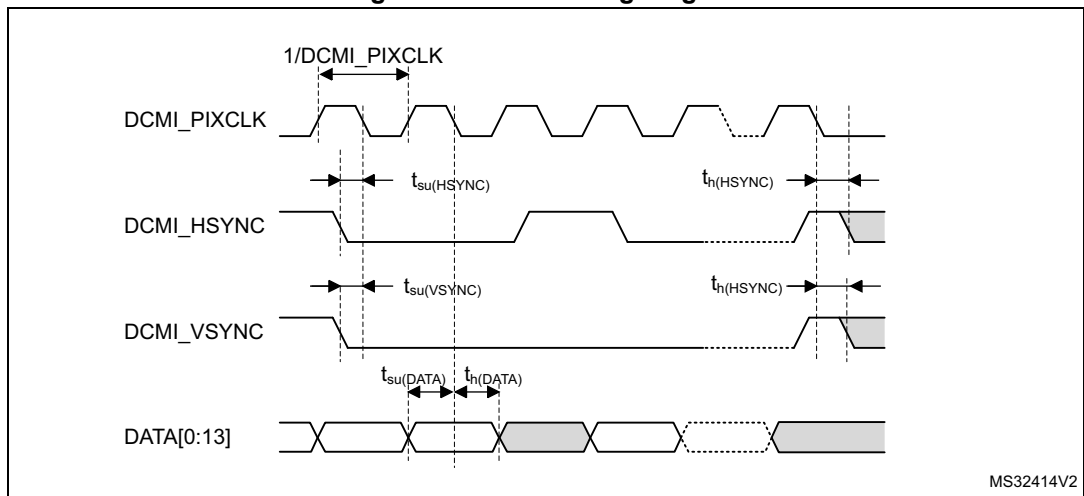 1/DCMI_PIXCLK
DCMI_PIXCLK
tsu(HSYNC)
th(HSYNC)
DCMI_HSYNC
tsu(VSYNC)
th(HSYNC)
DCMI_VSYNC
tsu(DATA) th(DATA)
DATA[0:13]
MS32414V2